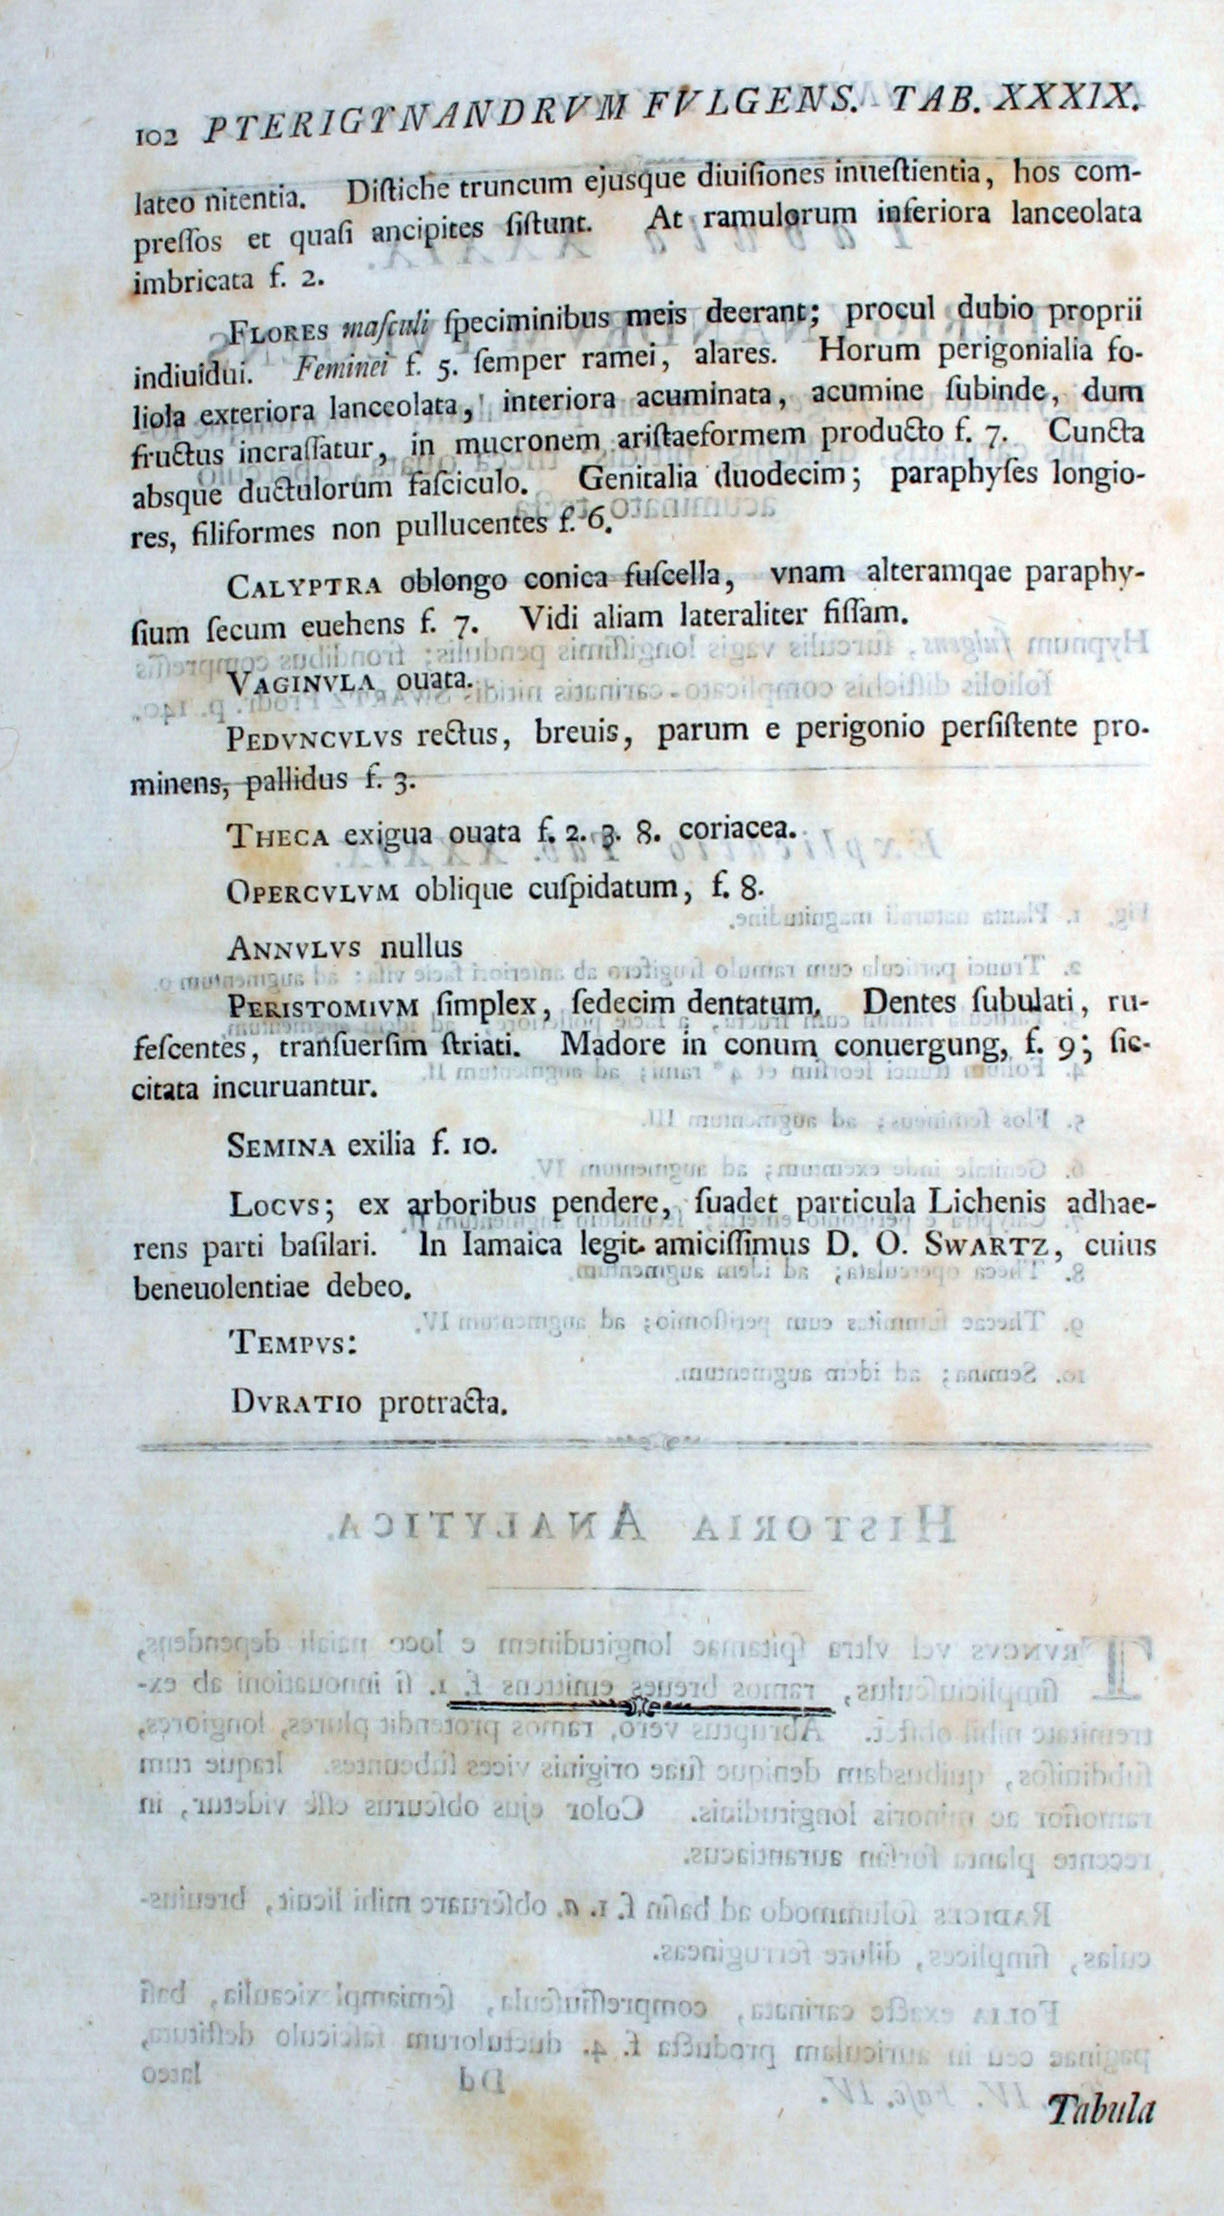 102 PTERIGYNANDRVM FVLGENS. TAB. XXXIX.
lateo nitentia. Diſtiche truncum ejusque diuiſiones inueſtientia, hos com-
preſſos et quaſi ancipites ſiſtunt. At ramulorum inferiora lanceolata
imbricata f. 2.
FLORES maſculi ſpeciminibus meis deerant; procul dubio proprii
indiuidui. Feminei f. 5. ſemper ramei, alares. Horum perigonialia fo-
liola exteriora lanceolata, interiora acuminata, acumine ſubinde, dum
fructus incraſſatur, in mucronem ariſtaeformem producto f. 7. Cuncta
absque ductulorum faſciculo. Genitalia duodecim; paraphyſes longio-
res, filiformes non pullucentes f. 6.
CALYPTRA oblongo conica fuſcella, vnam alteramqae paraphy-
ſium ſecum euehens f. 7. Vidi aliam lateraliter fiſſam.
VAGINVLA ouata.
PEDVNCVLVS rectus, breuis, parum e perigonio perſiſtente pro-
minens, pallidus f. 3.
THECA exigua ouata f. 2. 3. 8. coriacea.
OPERCVLVM oblique cuſpidatum, f. 8.
ANNVLVS nullus
PERISTOMIVM ſimplex, ſedecim dentatum. Dentes ſubulati, ru-
feſcentes, tranſuerſim ſtriati. Madore in conum conuergung, f. 9; ſic-
citata incuruantur.
SEMINA exilia f. 10.
LOCVS; ex arboribus pendere, ſuadet particula Lichenis adhae-
rens parti baſilari. In Iamaica legit amiciſſimus D. O. SWARTZ, cuius
beneuolentiae debeo.
TEMPVS:
DVRATIO protracta.
Tabula